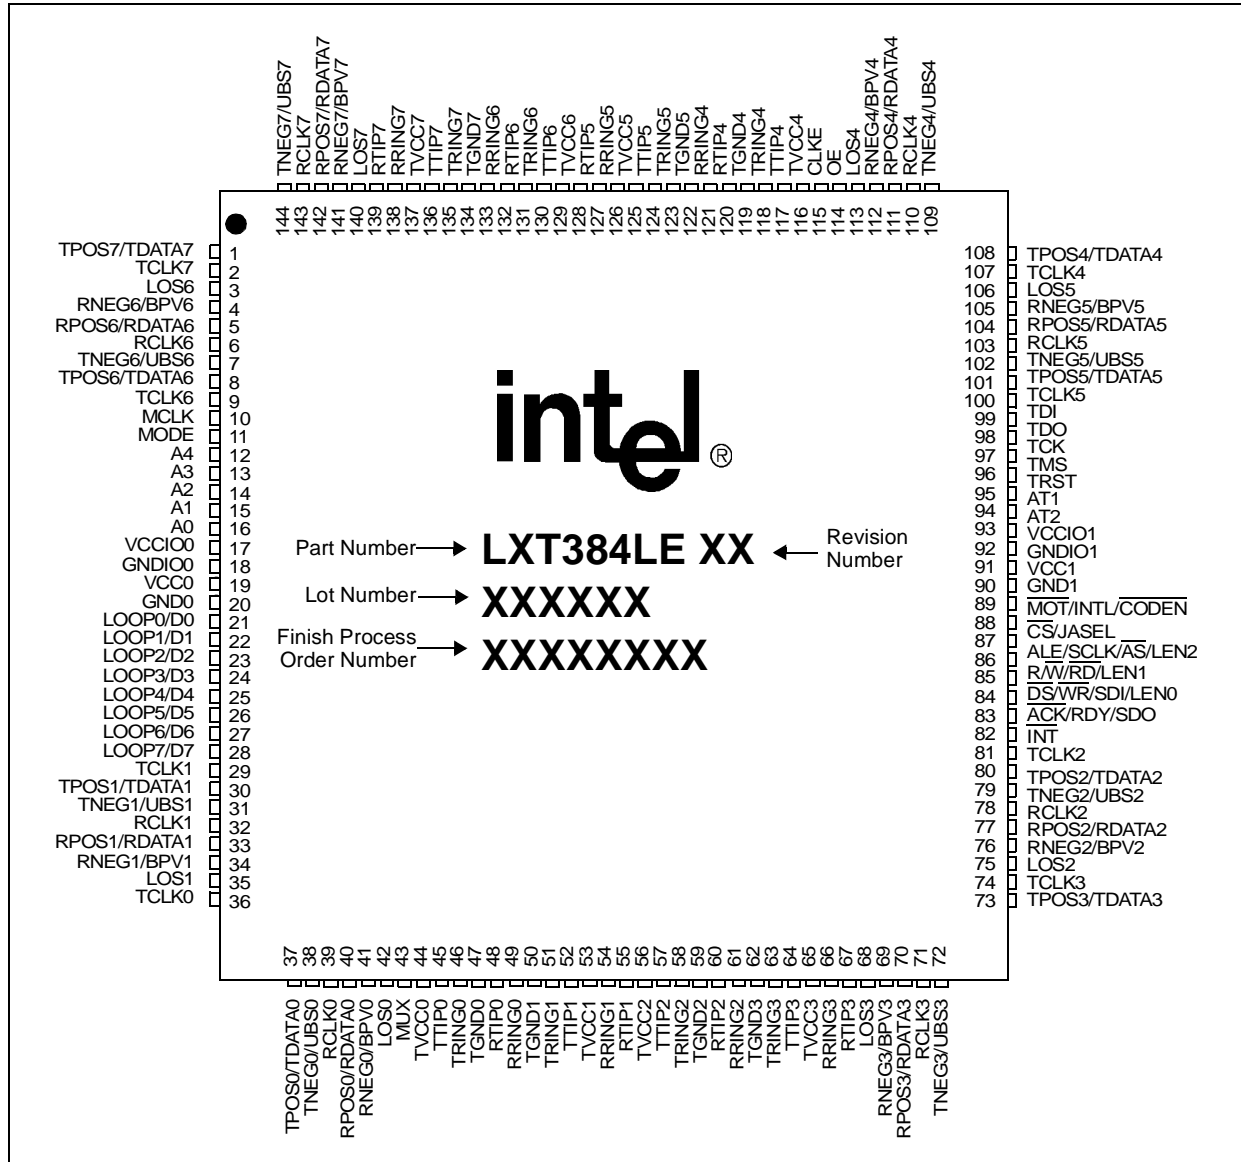 TNEG7/UBS7
RCLK7
RPOS7/RDATA7
RNEG7/BPV7
LOS7
RTIP7
RRING7
TVCC7
TTIP7
TRING7
TGND7
RRING6
RTIP6
TRING6
TTIP6
TVCC6
RTIP5
RRING5
TVCC5
TTIP5
TRING5
TGND5
RRING4
RTIP4
TGND4
TRING4
TTIP4
TVCC4
CLKE
OE
LOS4
RNEG4/BPV4
RPOS4/RDATA4
RCLK4
TNEG4/UBS4
144 143 142 141 140 139 138 137 136 135 134 133 132 131 130 129 128 127 126 125 124 123 122 121 120 119 118 117 116 115 114 113 112 111 110 109
TPOS7/TDATA7 1
TCLK7 2
LOS6 3
RNEG6/BPV6 4
RPOS6/RDATA6 5
RCLK6 6
TNEG6/UBS6 7
TPOS6/TDATA6 8
TCLK6 9
MCLK 10
MODE 11
A4 12
A3 13
A2 14
A1 15
A0 16
VCCIO0 17
GNDIO0 18
VCC0 19
GND0 20
LOOP0/D0 21
LOOP1/D1 22
LOOP2/D2 23
LOOP3/D3 24
LOOP4/D4 25
LOOP5/D5 26
LOOP6/D6 27
LOOP7/D7 28
TCLK1 29
TPOS1/TDATA1 30
TNEG1/UBS1 31
RCLK1 32
RPOS1/RDATA1 33
RNEG1/BPV1 34
LOS1 35
TCLK0 36
intel®
Part Number LXT384LE XX Revision
Number
Lot Number XXXXXX
Finish Process
Order Number XXXXXXXX
108 TPOS4/TDATA4
107 TCLK4
106 LOS5
105 RNEG5/BPV5
104 RPOS5/RDATA5
103 RCLK5
102 TNEG5/UBS5
101 TPOS5/TDATA5
100 TCLK5
99 TDI
98 TDO
97 TCK
96 TMS
95 TRST
94 AT1
93 AT2
92 VCCIO1
91 GNDIO1
90 VCC1
89 GND1
88 MOT/INTL/CODEN
87 CS/JASEL
86 ALE/SCLK/AS/LEN2
85 R/W/RD/LEN1
84 DS/WR/SDI/LEN0
83 ACK/RDY/SDO
82 INT
81 TCLK2
80 TPOS2/TDATA2
79 TNEG2/UBS2
78 RCLK2
77 RPOS2/RDATA2
76 RNEG2/BPV2
75 LOS2
74 TCLK3
73 TPOS3/TDATA3
37 38 39 40 41 42 43 44 45 46 47 48 49 50 51 52 53 54 55 56 57 58 59 60 61 62 63 64 65 66 67 68 69 70 71 72
TPOS0/TDATA0
TNEG0/UBS0
RCLK0
RPOS0/RDATA0
RNEG0/BPV0
LOS0
MUX
TVCC0
TTIP0
TRING0
TGND0
RTIP0
RRING0
TGND1
TRING1
TTIP1
TVCC1
RRING1
RTIP1
TVCC2
TTIP2
TRING2
TGND2
RTIP2
RRING2
TGND3
TRING3
TTIP3
TVCC3
RRING3
RTIP3
LOS3
RNEG3/BPV3
RPOS3/RDATA3
RCLK3
TNEG3/UBS3